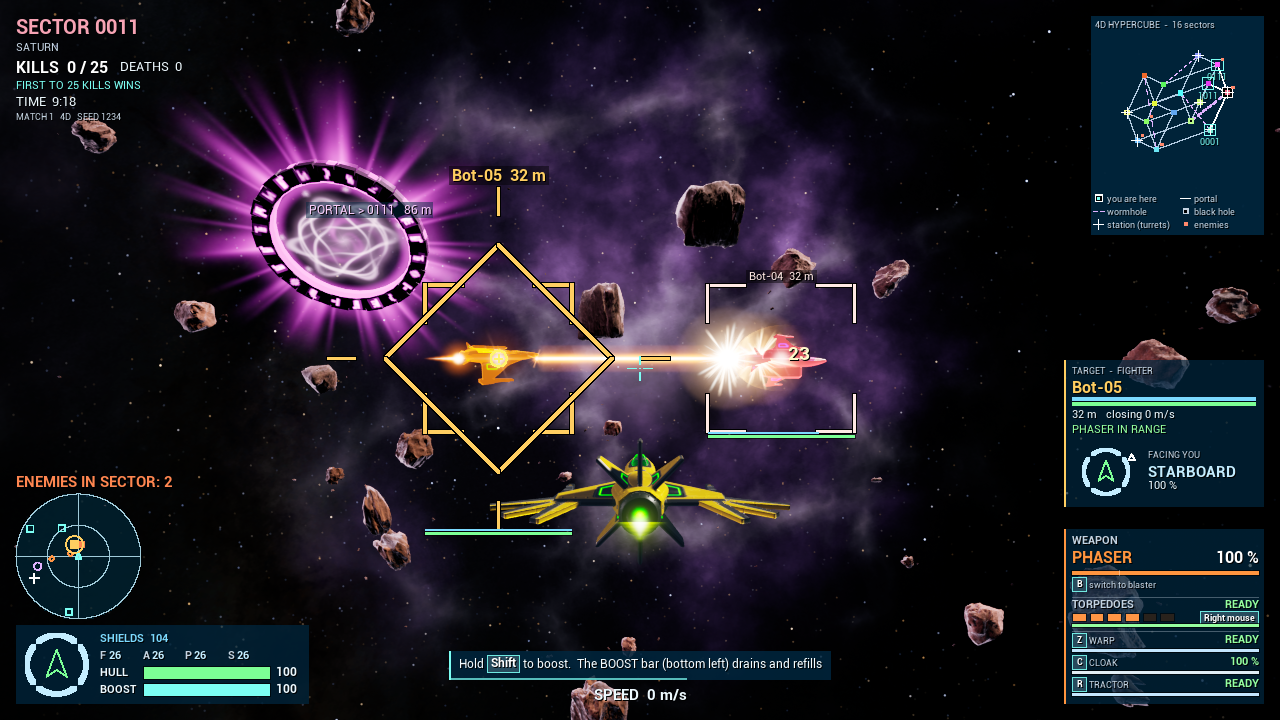 SECTOR 0011
SATURN
KILLS 0 / 25 DEATHS 0
FIRST TO 25 KILLS WINS
TIME 9:18
MATCH 1 4D SEED 1234
4D HYPERCUBE - 16 sectors
0001
you are here
portal
wormhole
black hole
station (turrets)
enemies
Bot-05 32 m
PORTAL > 0111 86 m
Bot-04 32 m
23
TARGET - FIGHTER
Bot-05
32 m closing 0 m/s
PHASER IN RANGE
FACING YOU
STARBOARD
100 %
ENEMIES IN SECTOR: 2
SHIELDS 104
F 26 A 26 P 26 S 26
HULL 100
BOOST 100
Hold Shift to boost. The BOOST bar (bottom left) drains and refills
SPEED 0 m/s
WEAPON
PHASER 100 %
B switch to blaster
TORPEDOES READY
Right mouse
Z WARP READY
C CLOAK 100 %
R TRACTOR READY